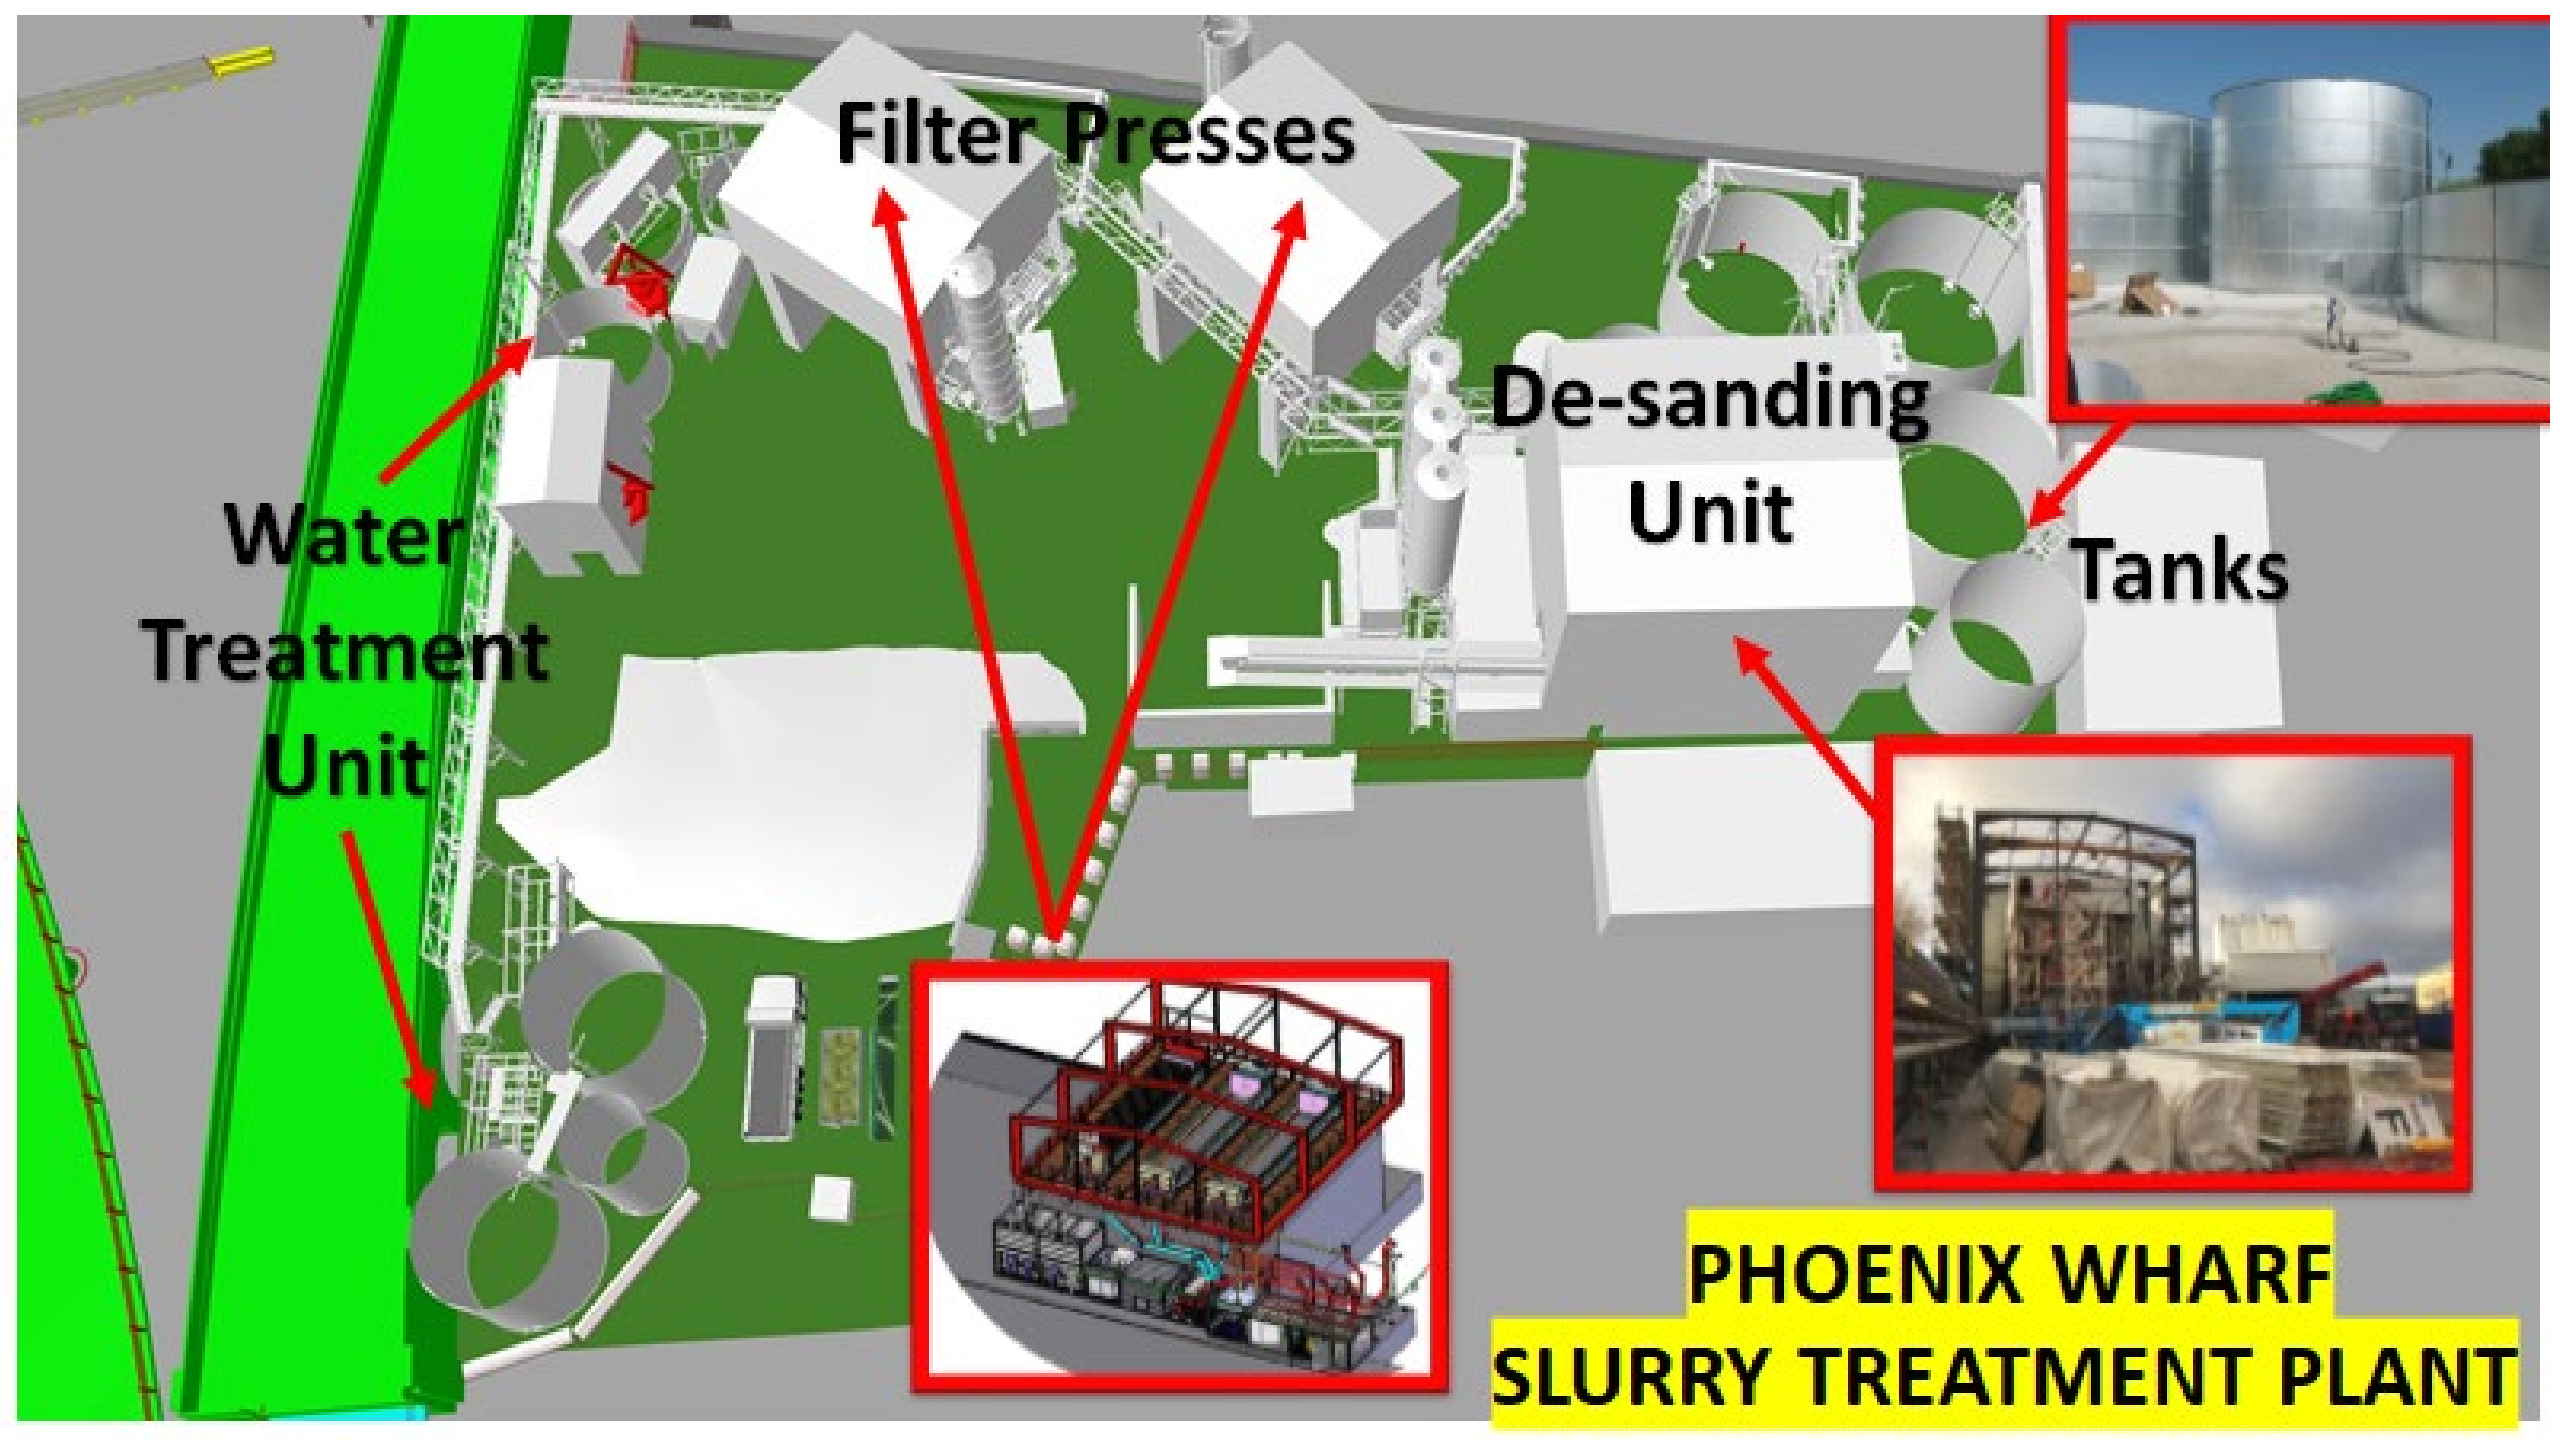 Filter Presses
De-sanding
Unit
Water
Treatment
Unit
Tanks
PHOENIX WHARF
SLURRY TREATMENT PLANT